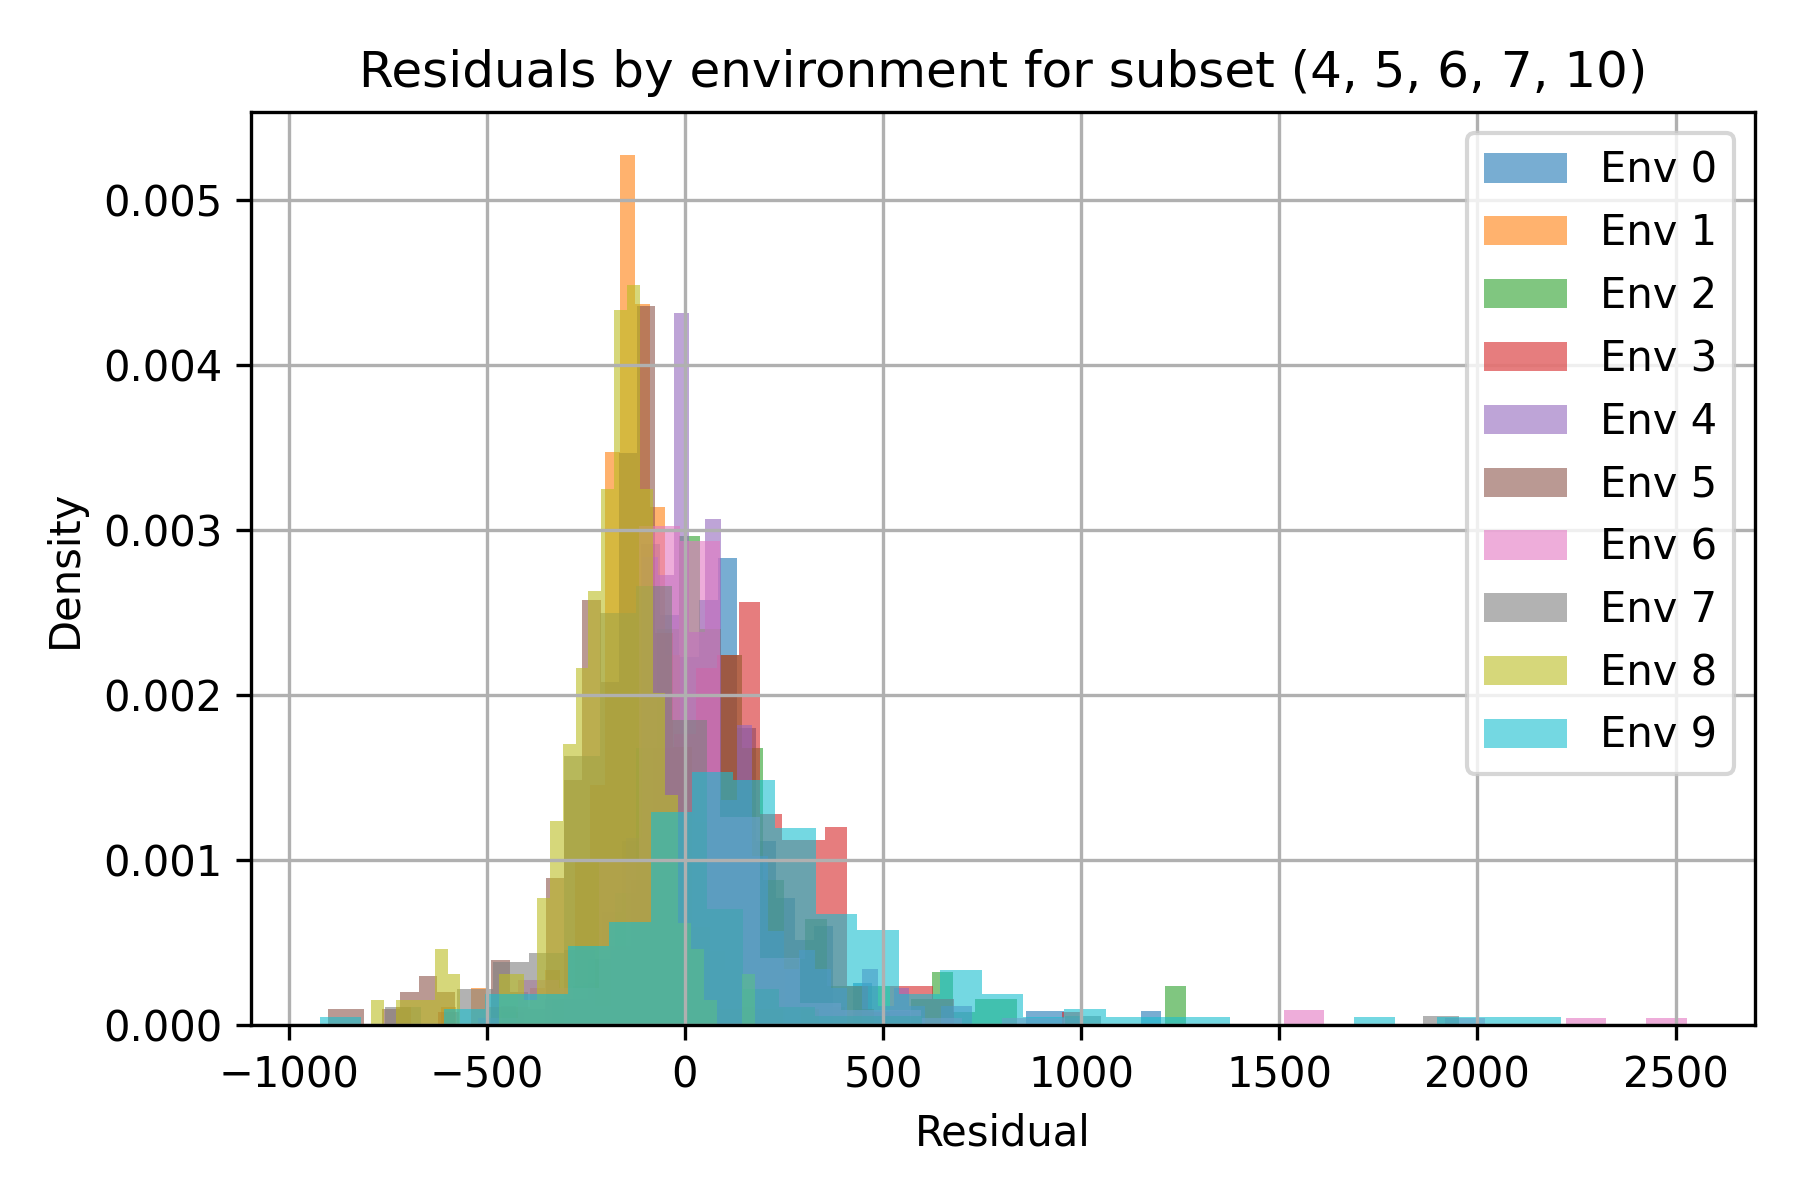 Residuals by environment for subset (4, 5, 6, 7, 10)
Env 0
Env 1
Env 2
Env 3
Env 4
Env 5
Env 6
Env 7
Env 8
Env 9
Density
0.005
0.004
0.003
0.002
0.001
0.000
−1000 −500 0 500 1000 1500 2000 2500
Residual